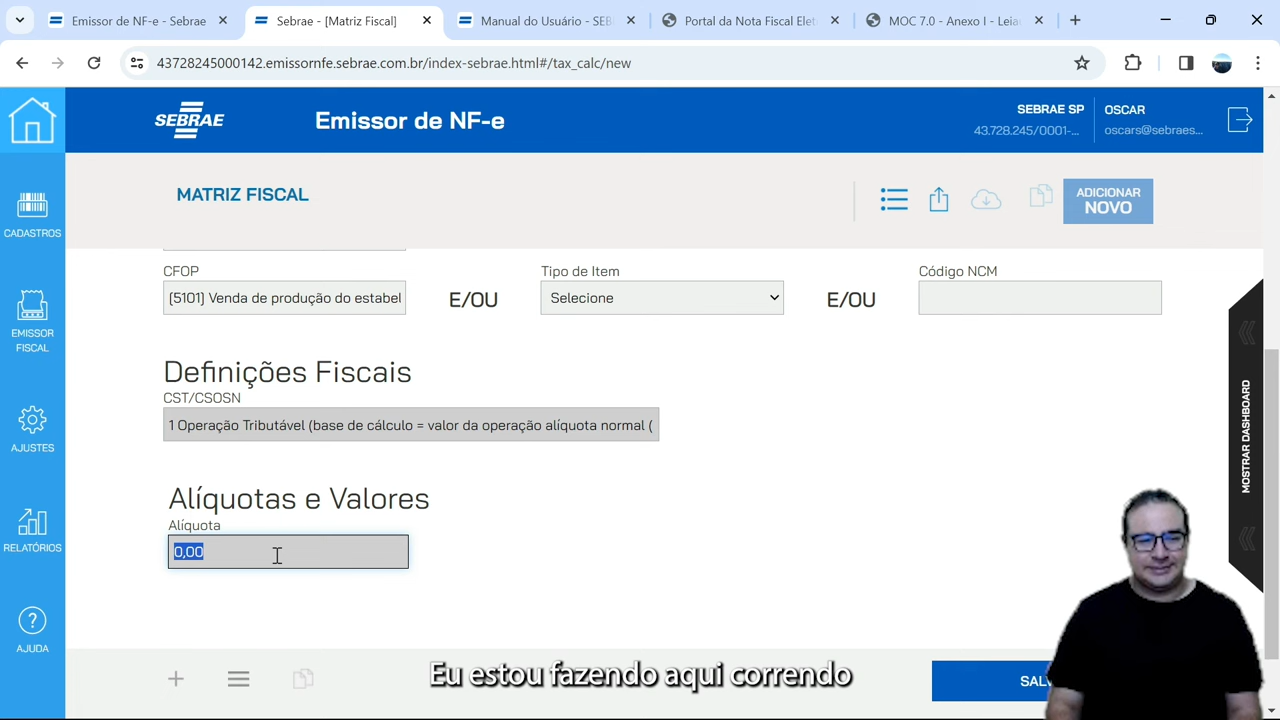 Emissor de NF-e - Sebrae
Sebrae - [Matriz Fiscal]
Manual do Usuário - SEB
Portal da Nota Fiscal Elet
MOC 7.0 - Anexo I - Leia
43728245000142.emissornfe.sebrae.com.br/index-sebrae.html#/tax_calc/new
SEBRAE
Emissor de NF-e
SEBRAE SP
43.728.245/0001-...
OSCAR
oscars@sebraes...
MATRIZ FISCAL
ADICIONAR
NOVO
CADASTROS
EMISSOR
FISCAL
AJUSTES
RELATÓRIOS
AJUDA
CFOP
Tipo de Item
Código NCM
[5101] Venda de produção do estabel
E/OU
Selecione
E/OU
Definições Fiscais
CST/CSOSN
1 Operação Tributável (base de cálculo = valor da operação alíquota normal (
Alíquotas e Valores
Alíquota
0,00
MOSTRAR DASHBOARD
Eu estou fazendo aqui correndo